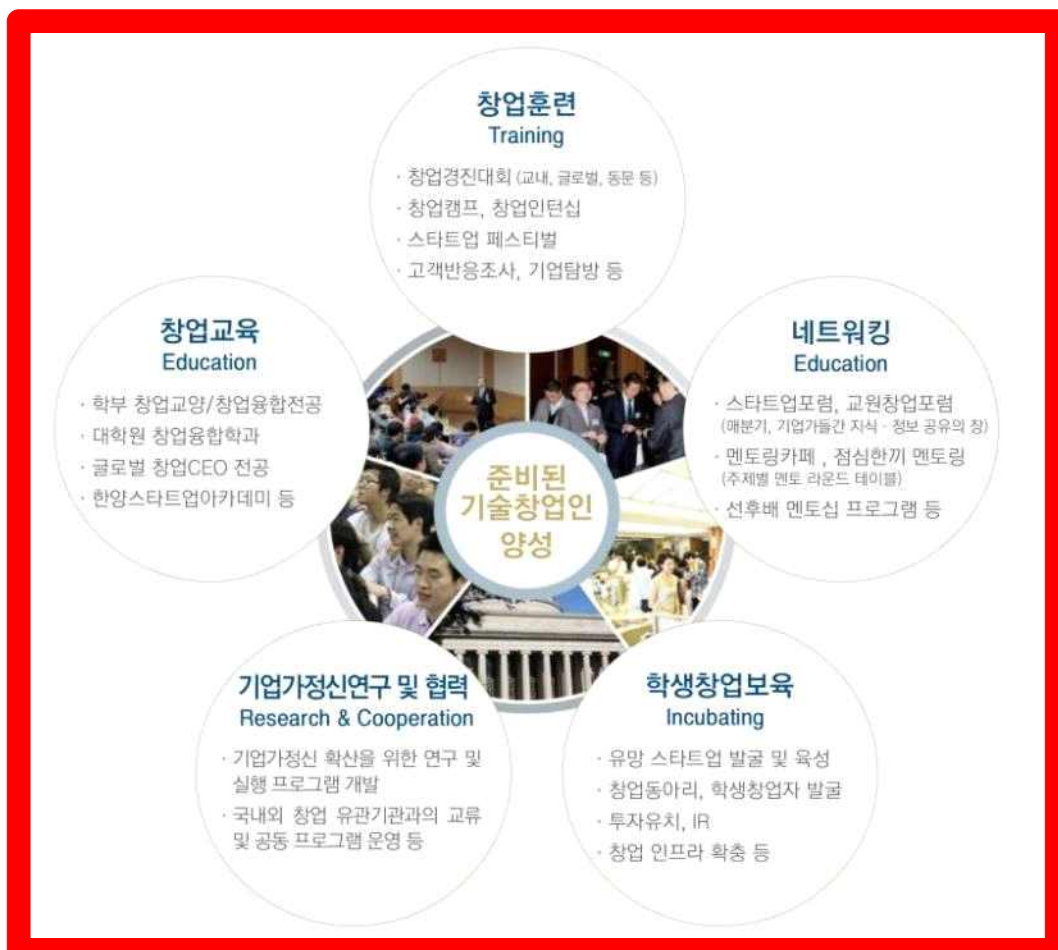 창업훈련
Training
· 창업경진대회 (교내, 글로벌, 동문 등)
· 창업캠프, 창업인턴십
· 스타트업 페스티벌
· 고객반응조사, 기업탐방 등
창업교육
Education
· 학부 창업교양/창업융합전공
· 대학원 창업융합학과
· 글로벌 창업CEO 전공
· 한양스타트업아카데미 등
네트워킹
Education
· 스타트업포럼, 교원창업포럼
(매분기, 기업가들간 지식 · 정보 공유의 장)
· 멘토링카페 , 점심한끼 멘토링
(주제별 멘토 라운드 테이블)
· 선후배 멘토십 프로그램 등
준비된
기술창업인
양성
기업가정신연구 및 협력
Research & Cooperation
· 기업가정신 확산을 위한 연구 및
실행 프로그램 개발
· 국내외 창업 유관기관과의 교류
및 공동 프로그램 운영 등
학생창업보육
Incubating
· 유망 스타트업 발굴 및 육성
· 창업동아리, 학생창업자 발굴
· 투자유치, IR
· 창업 인프라 확충 등